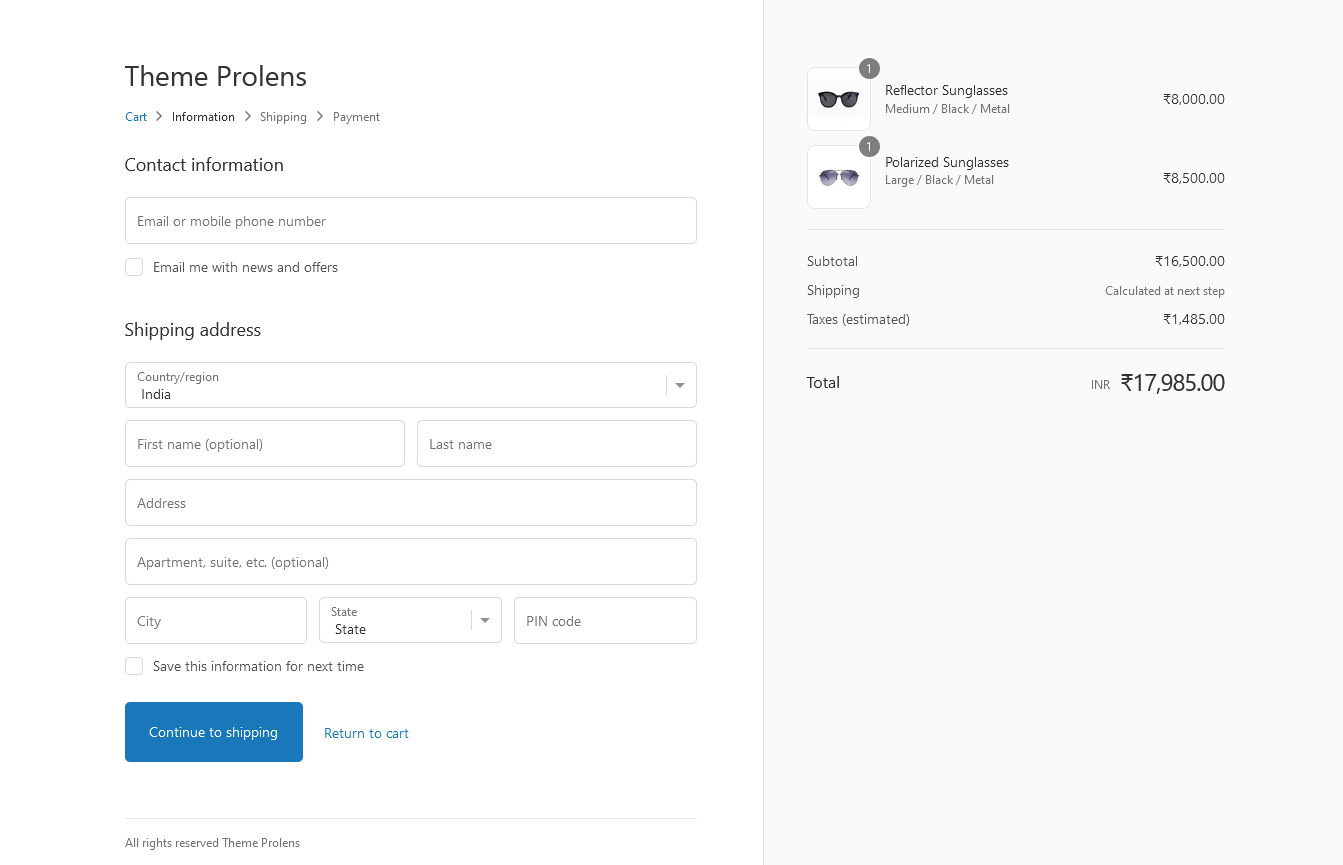 Theme Prolens
Cart > Information > Shipping > Payment
Contact information
Email or mobile phone number
Email me with news and offers
Shipping address
Country/region
India
First name (optional)
Last name
Address
Apartment, suite, etc. (optional)
City
State
State
PIN code
Save this information for next time
Continue to shipping
Return to cart
All rights reserved Theme Prolens
1
Reflector Sunglasses
Medium / Black / Metal
₹8,000.00
1
Polarized Sunglasses
Large / Black / Metal
₹8,500.00
Subtotal ₹16,500.00
Shipping Calculated at next step
Taxes (estimated) ₹1,485.00
Total INR ₹17,985.00